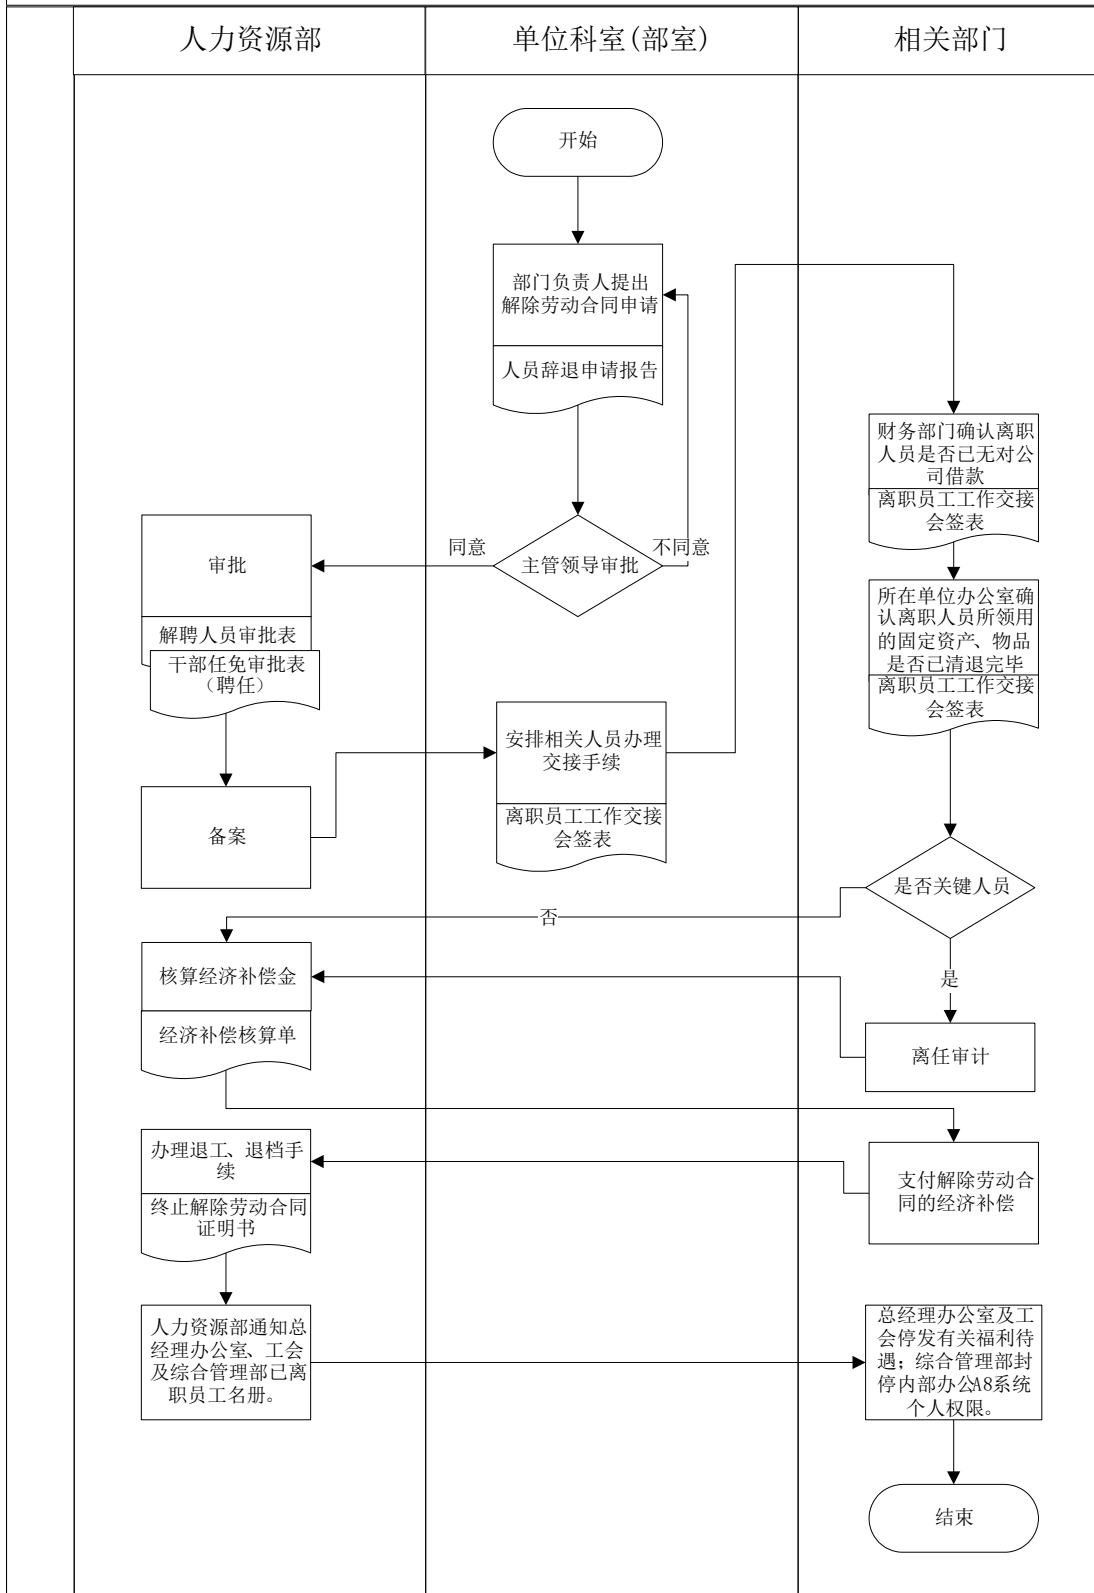 人力资源部
单位科室(部室)
相关部门
开始
部门负责人提出
解除劳动合同申请
人员辞退申请报告
财务部门确认离职
人员是否已无对公
司借款
离职员工工作交接
会签表
同意
主管领导审批
不同意
审批
解聘人员审批表
干部任免审批表
(聘任)
所在单位办公室确
认离职人员所领用
的固定资产、物品
是否已清退完毕
离职员工工作交接
会签表
安排相关人员办理
交接手续
离职员工工作交接
会签表
备案
是否关键人员
否
是
核算经济补偿金
经济补偿核算单
离任审计
办理退工、退档手
续
终止解除劳动合同
证明书
支付解除劳动合
同的经济补偿
人力资源部通知总
经理办公室、工会
及综合管理部已离
职员工名册。
总经理办公室及工
会停发有关福利待
遇;综合管理部封
停内部办公A8系统
个人权限。
结束